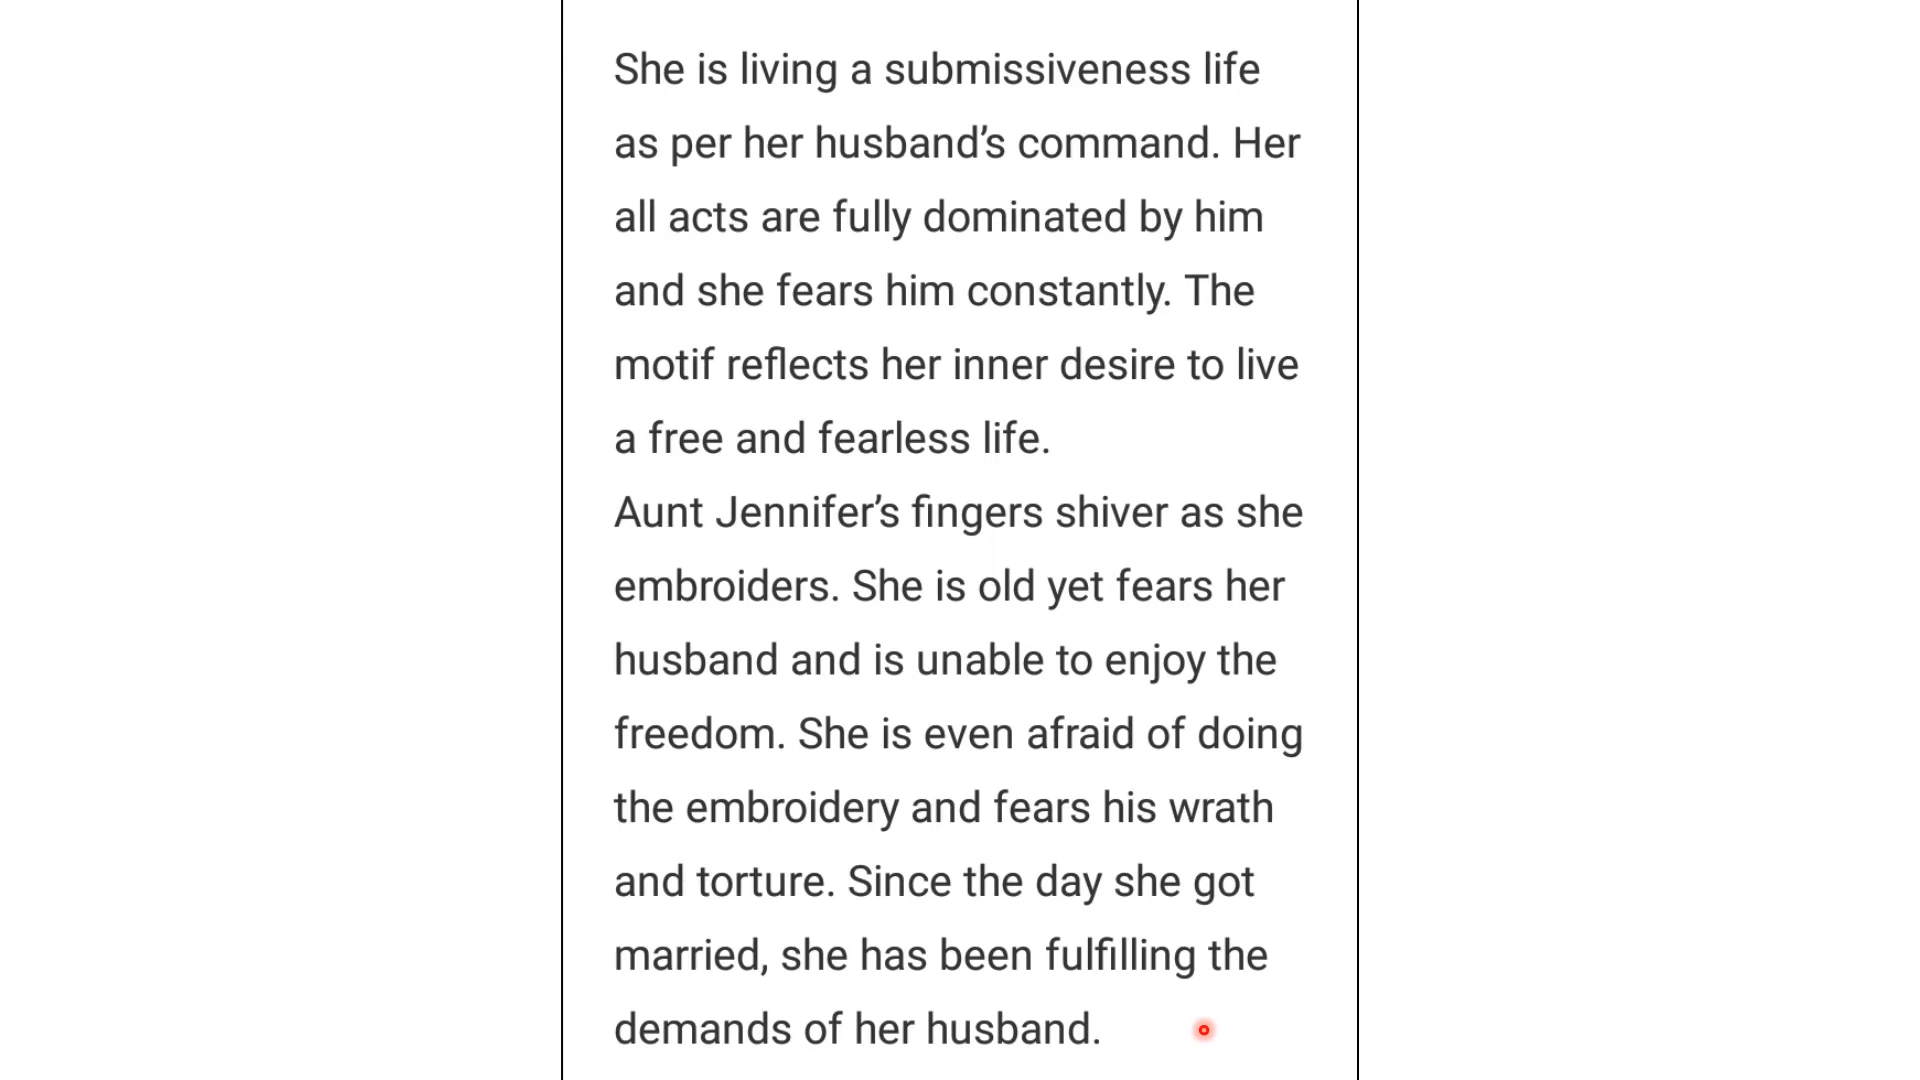 She is living a submissiveness life
as per her husband’s command. Her
all acts are fully dominated by him
and she fears him constantly. The
motif reflects her inner desire to live
a free and fearless life.
Aunt Jennifer’s fingers shiver as she
embroiders. She is old yet fears her
husband and is unable to enjoy the
freedom. She is even afraid of doing
the embroidery and fears his wrath
and torture. Since the day she got
married, she has been fulfilling the
demands of her husband.